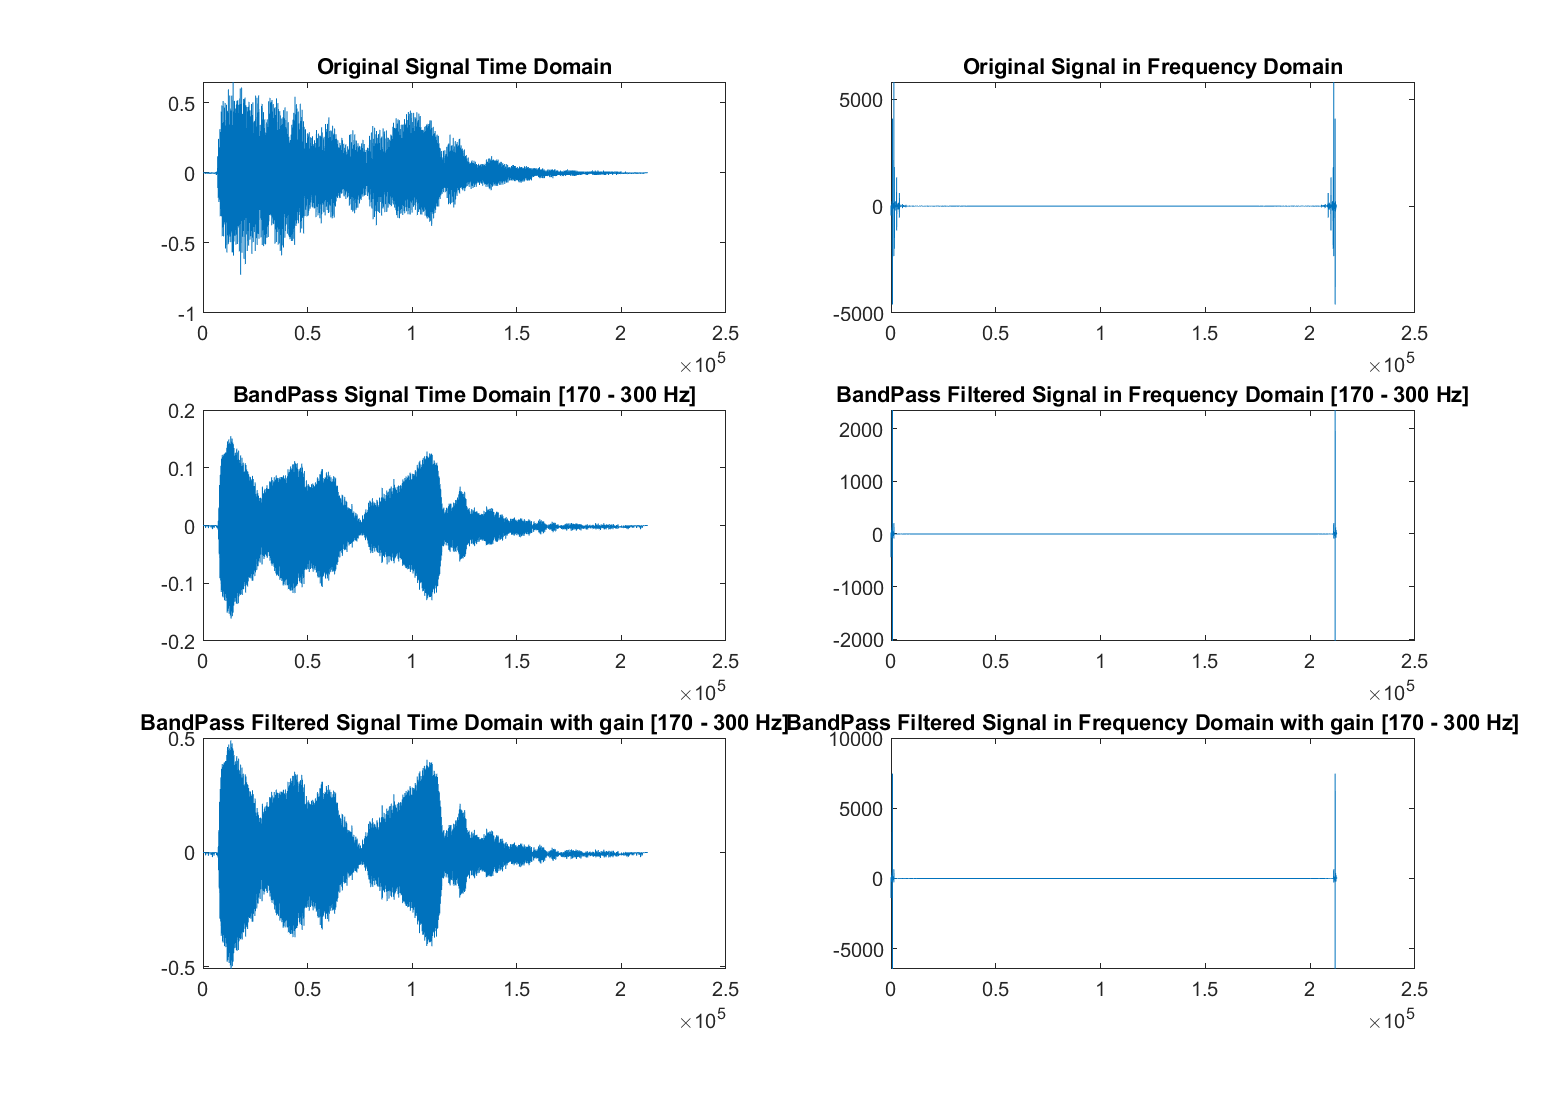 Original Signal Time Domain
0.5
0
-0.5
-1
0 0.5 1 1.5 2 2.5
×10^5
Original Signal in Frequency Domain
5000
0
-5000
0 0.5 1 1.5 2 2.5
×10^5
BandPass Signal Time Domain [170 - 300 Hz]
0.2
0.1
0
-0.1
-0.2
0 0.5 1 1.5 2 2.5
×10^5
BandPass Filtered Signal in Frequency Domain [170 - 300 Hz]
2000
1000
0
-1000
-2000
0 0.5 1 1.5 2 2.5
×10^5
BandPass Filtered Signal Time Domain with gain [170 - 300 Hz]
0.5
0
-0.5
0 0.5 1 1.5 2 2.5
×10^5
BandPass Filtered Signal in Frequency Domain with gain [170 - 300 Hz]
10000
5000
0
-5000
0 0.5 1 1.5 2 2.5
×10^5